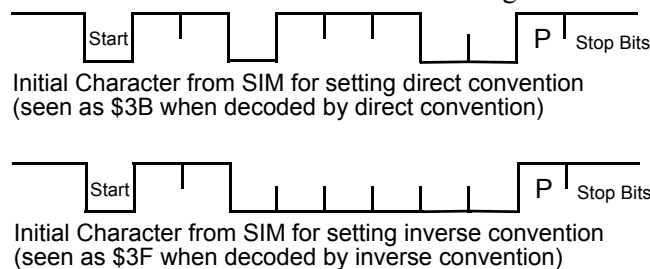 Start P Stop Bits
Initial Character from SIM for setting direct convention
(seen as $3B when decoded by direct convention)
Start P Stop Bits
Initial Character from SIM for setting inverse convention
(seen as $3F when decoded by inverse convention)